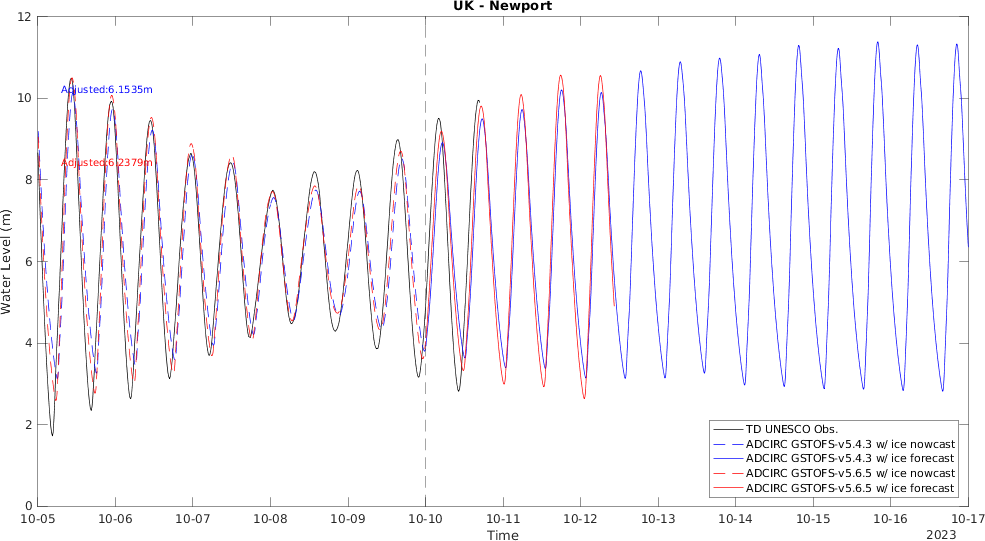 UK - Newport
12
10
8
6
4
2
0
Water Level (m)
Adjusted:6.1535m
Adjusted:6.2379m
TD UNESCO Obs.
ADCIRC GSTOFS-v5.4.3 w/ ice nowcast
ADCIRC GSTOFS-v5.4.3 w/ ice forecast
ADCIRC GSTOFS-v5.6.5 w/ ice nowcast
ADCIRC GSTOFS-v5.6.5 w/ ice forecast
10-05 10-06 10-07 10-08 10-09 10-10 10-11 10-12 10-13 10-14 10-15 10-16 10-17
Time
2023